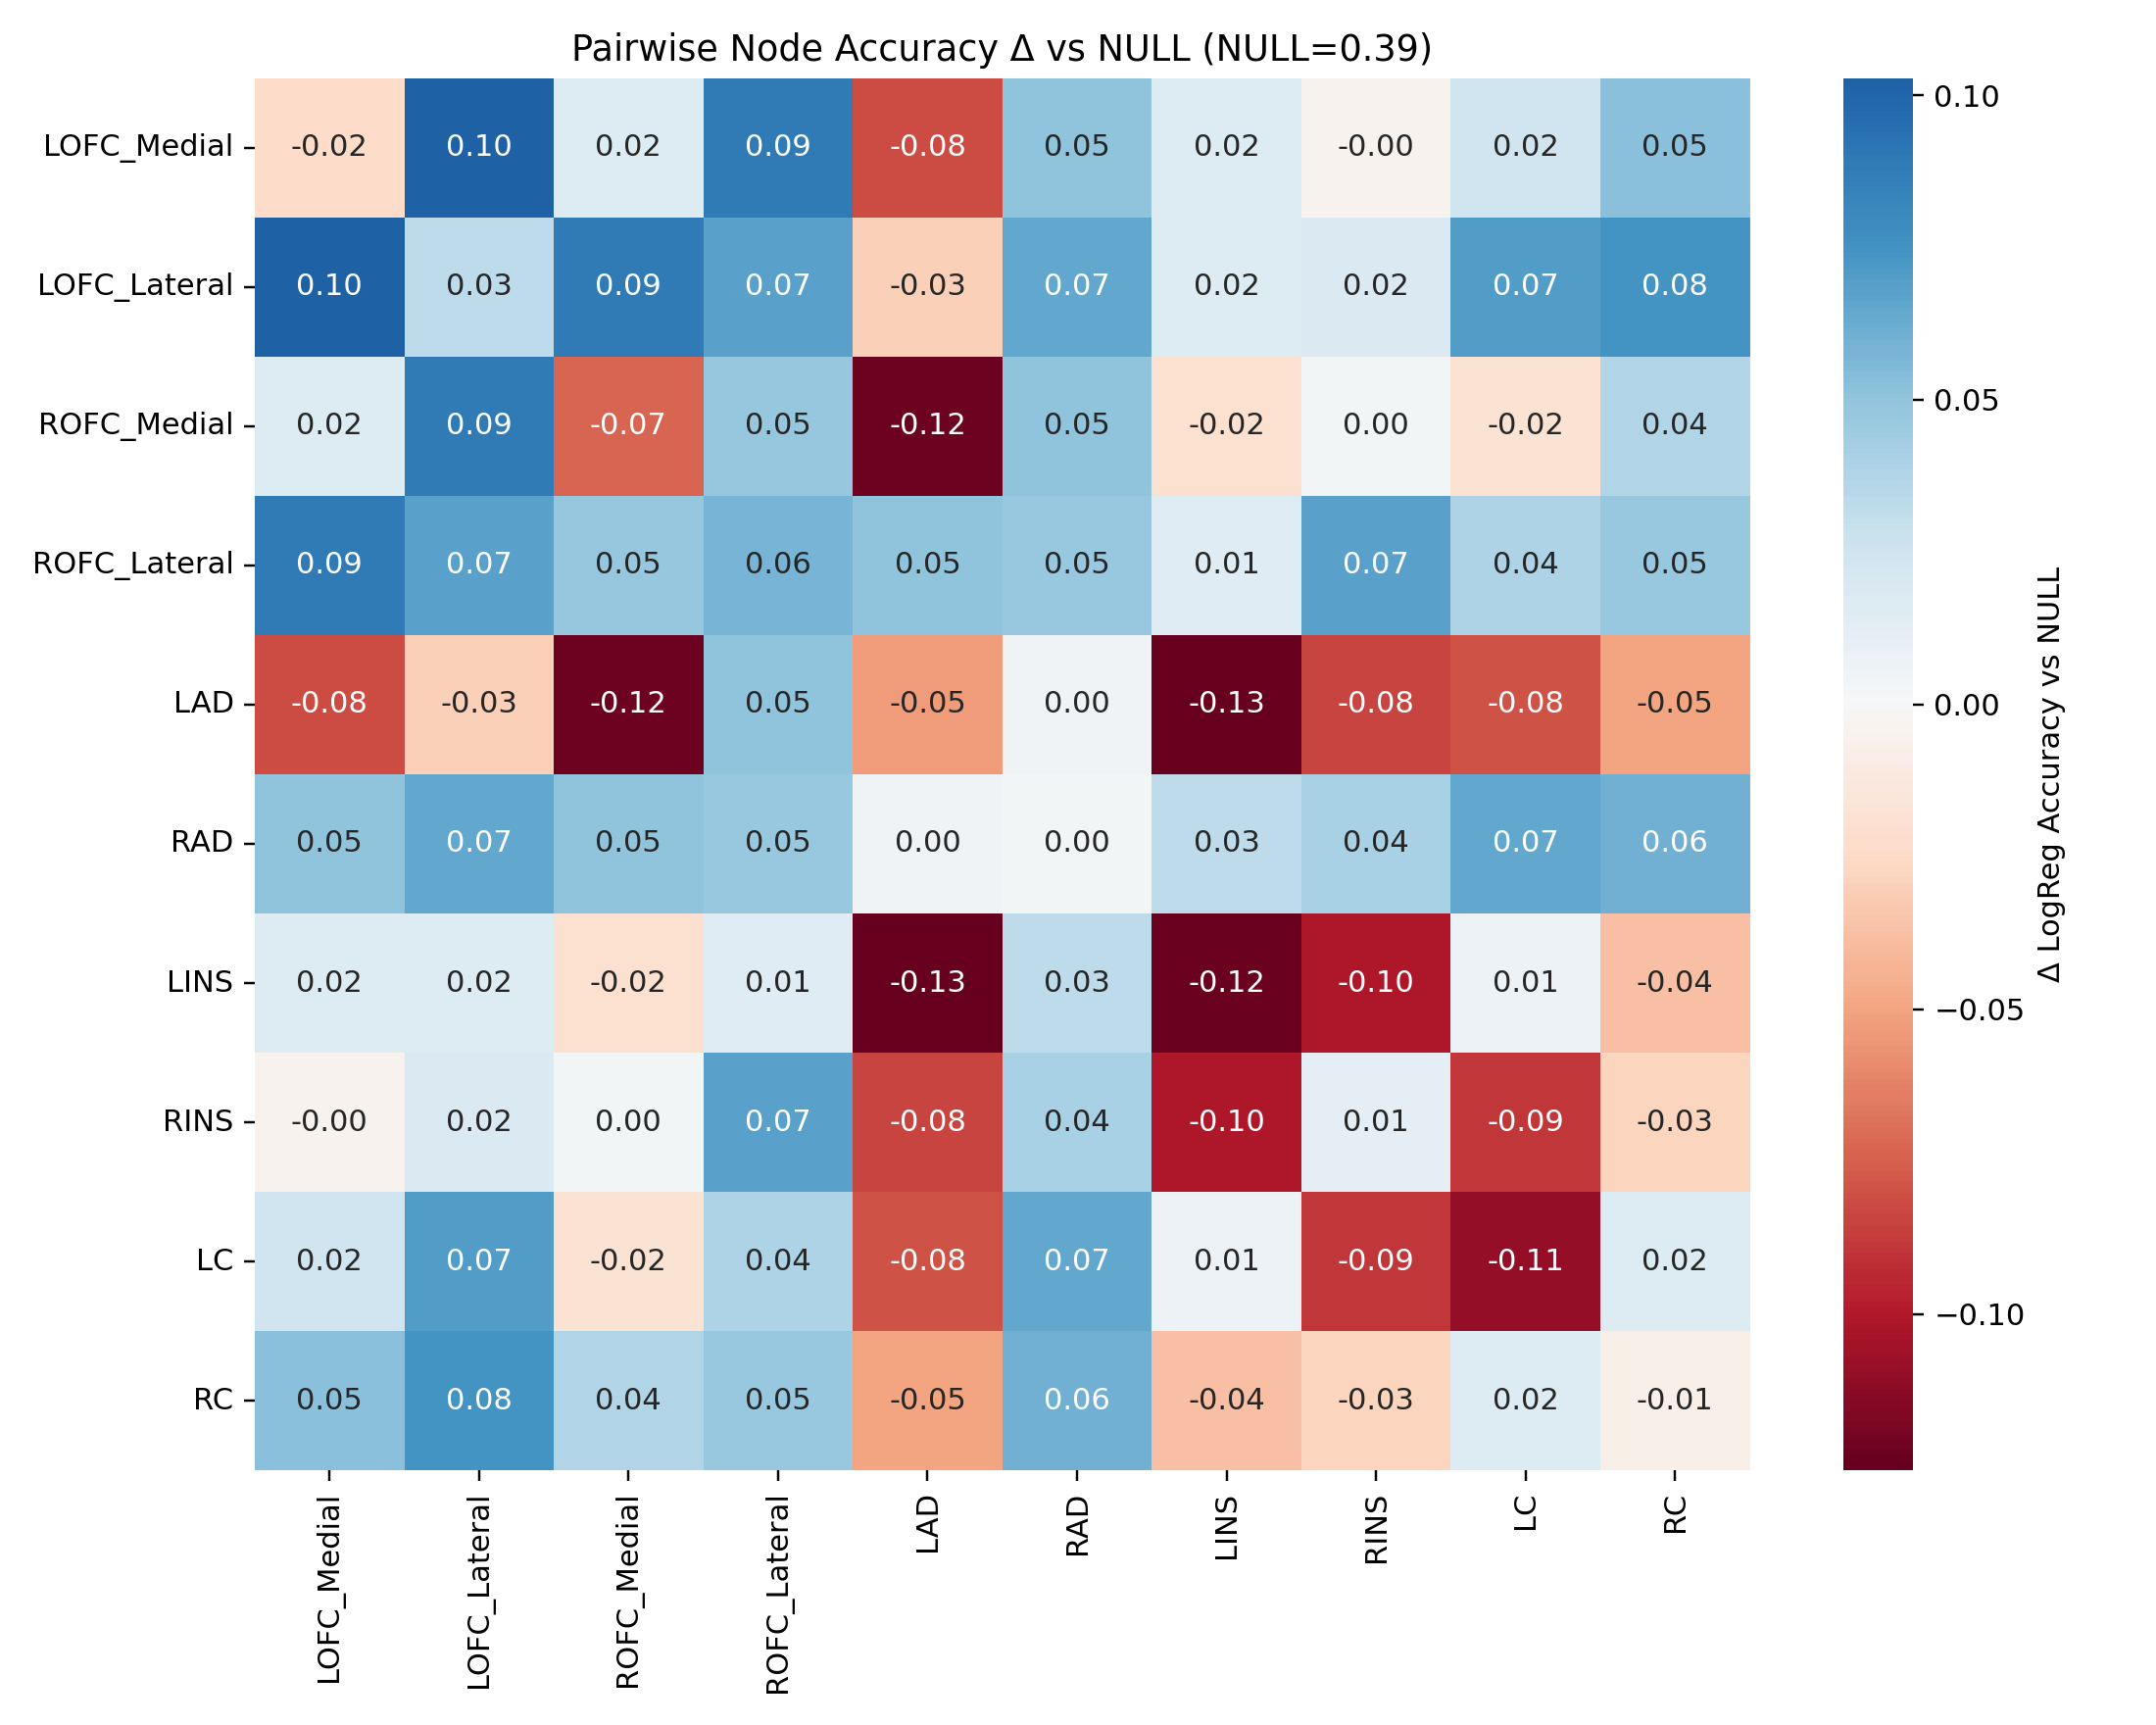 Pairwise Node Accuracy Δ vs NULL (NULL=0.39)
LOFC_Medial -0.02 0.10 0.02 0.09 -0.08 0.05 0.02 -0.00 0.02 0.05
LOFC_Lateral 0.10 0.03 0.09 0.07 -0.03 0.07 0.02 0.02 0.07 0.08
ROFC_Medial 0.02 0.09 -0.07 0.05 -0.12 0.05 -0.02 0.00 -0.02 0.04
ROFC_Lateral 0.09 0.07 0.05 0.06 0.05 0.05 0.01 0.07 0.04 0.05
LAD -0.08 -0.03 -0.12 0.05 -0.05 0.00 -0.13 -0.08 -0.08 -0.05
RAD 0.05 0.07 0.05 0.05 0.00 0.00 0.03 0.04 0.07 0.06
LINS 0.02 0.02 -0.02 0.01 -0.13 0.03 -0.12 -0.10 0.01 -0.04
RINS -0.00 0.02 0.00 0.07 -0.08 0.04 -0.10 0.01 -0.09 -0.03
LC 0.02 0.07 -0.02 0.04 -0.08 0.07 0.01 -0.09 -0.11 0.02
RC 0.05 0.08 0.04 0.05 -0.05 0.06 -0.04 -0.03 0.02 -0.01
LOFC_Medial LOFC_Lateral ROFC_Medial ROFC_Lateral LAD RAD LINS RINS LC RC
0.10
0.05
0.00
−0.05
−0.10
Δ LogReg Accuracy vs NULL